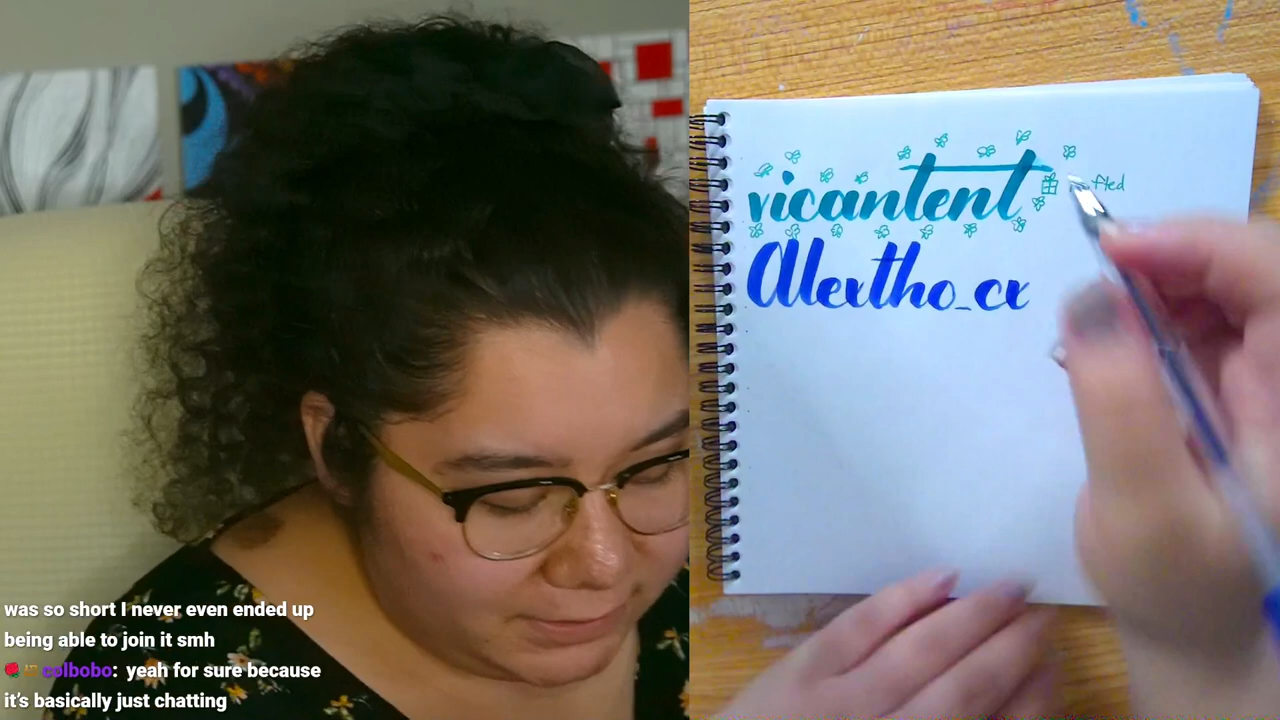 was so short I never even ended up
being able to join it smh
colbobo: yeah for sure because
it's basically just chatting
vicantent
Alextho_cx